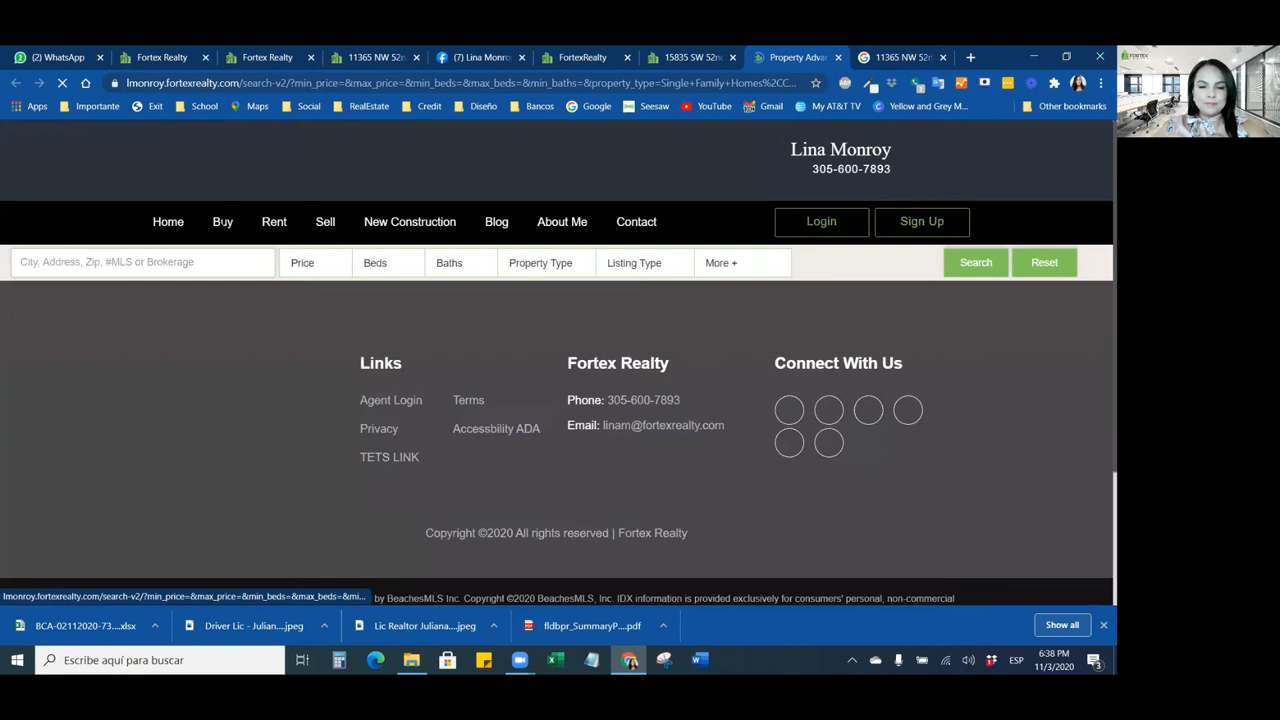 (2) WhatsApp
Fortex Realty
Fortex Realty
11365 NW 52n
(7) Lina Monro
FortexRealty
15835 SW 52n
Property Adva
11365 NW 52n
lmonroy.fortexrealty.com/search-v2/?min_price=&max_price=&min_beds=&max_beds=&min_baths=&property_type=Single+Family+Homes%2CC...
Apps Importante Exit School Maps Social RealEstate Credit Diseño Bancos Google Seesaw YouTube Gmail My AT&T TV Yellow and Grey M... Other bookmarks
FORTEX
Lina Monroy
305-600-7893
Home Buy Rent Sell New Construction Blog About Me Contact Login Sign Up
City, Address, Zip, #MLS or Brokerage Price Beds Baths Property Type Listing Type More + Search Reset
Links
Agent Login Terms
Privacy Accessbility ADA
TETS LINK
Fortex Realty
Phone: 305-600-7893
Email: linam@fortexrealty.com
Connect With Us
Copyright ©2020 All rights reserved | Fortex Realty
lmonroy.fortexrealty.com/search-v2/?min_price=&max_price=&min_beds=&max_beds=&mi...
by BeachesMLS Inc. Copyright ©2020 BeachesMLS, Inc. IDX information is provided exclusively for consumers' personal, non-commercial
BCA-02112020-73....xlsx Driver Lic - Julian....jpeg Lic Realtor Juliana....jpeg fldbpr_SummaryP....pdf Show all
Escribe aquí para buscar
ESP
6:38 PM
11/3/2020
3